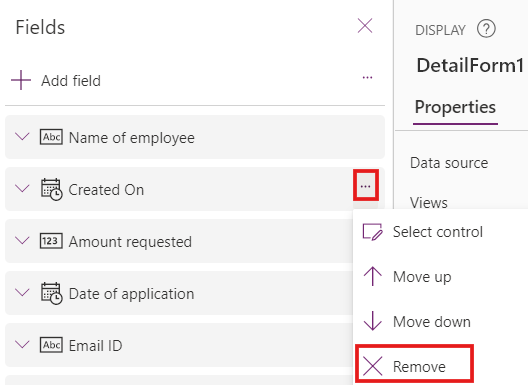 Fields
Add field
...
Abc Name of employee
Created On
...
123 Amount requested
Date of application
Abc Email ID
DISPLAY ?
DetailForm1
Properties
Data source
Views
Select control
Move up
Move down
Remove